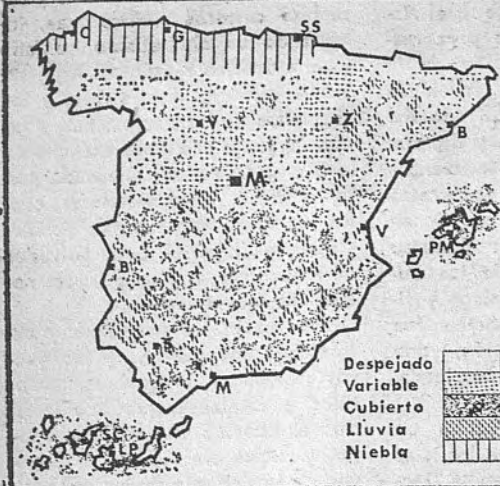 C G SS
V Z B
M
V
PM
B
S
M
SC
LP
Despejado
Variable
Cubierto
Lluvia
Niebla